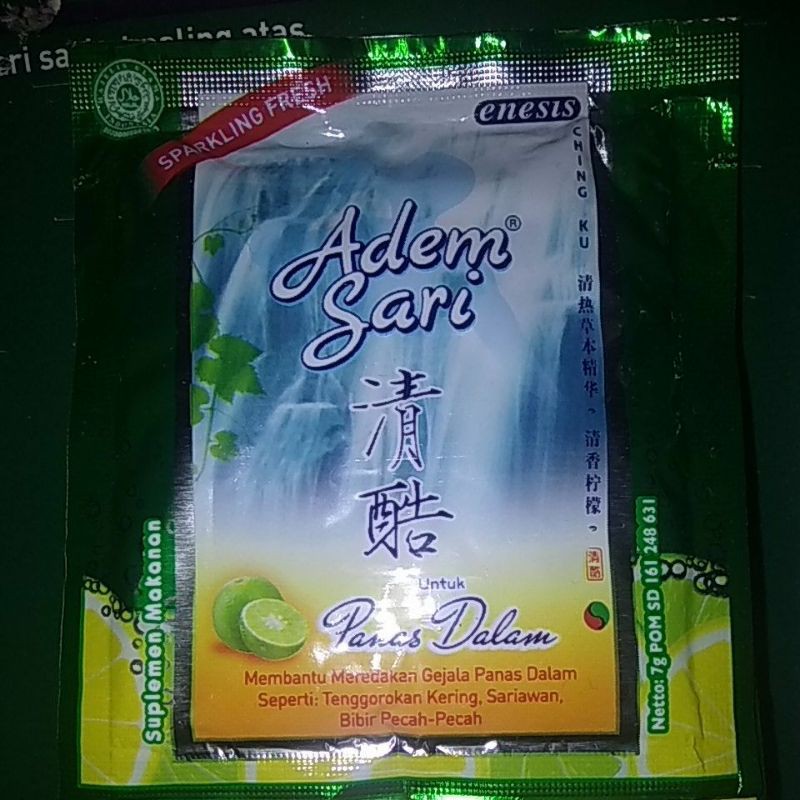 SPARKLING FRESH
enesis
CHING KU 清热草本精华、清香柠檬、
清酷
Adem
Sari
®
清
酷
Untuk
Panas Dalam
Membantu Meredakan Gejala Panas Dalam
Seperti: Tenggorokan Kering, Sariawan,
Bibir Pecah-Pecah
Suplemen Makanan
Netto: 7g POM SD 161 248 631